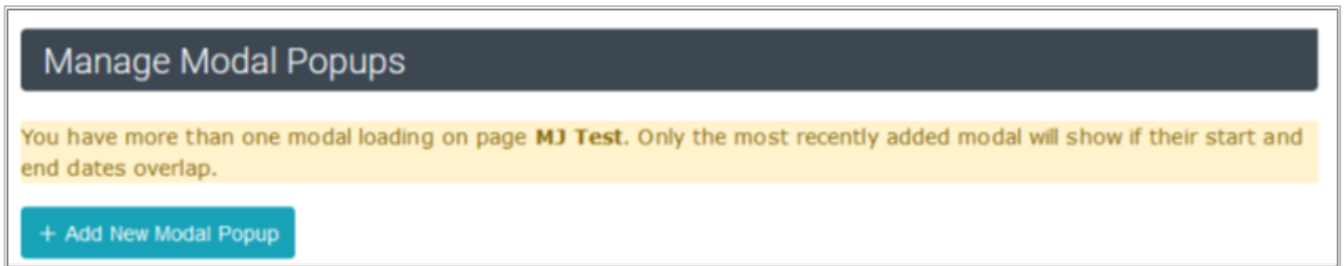 Manage Modal Popups
You have more than one modal loading on page MJ Test. Only the most recently added modal will show if their start and
end dates overlap.
+ Add New Modal Popup